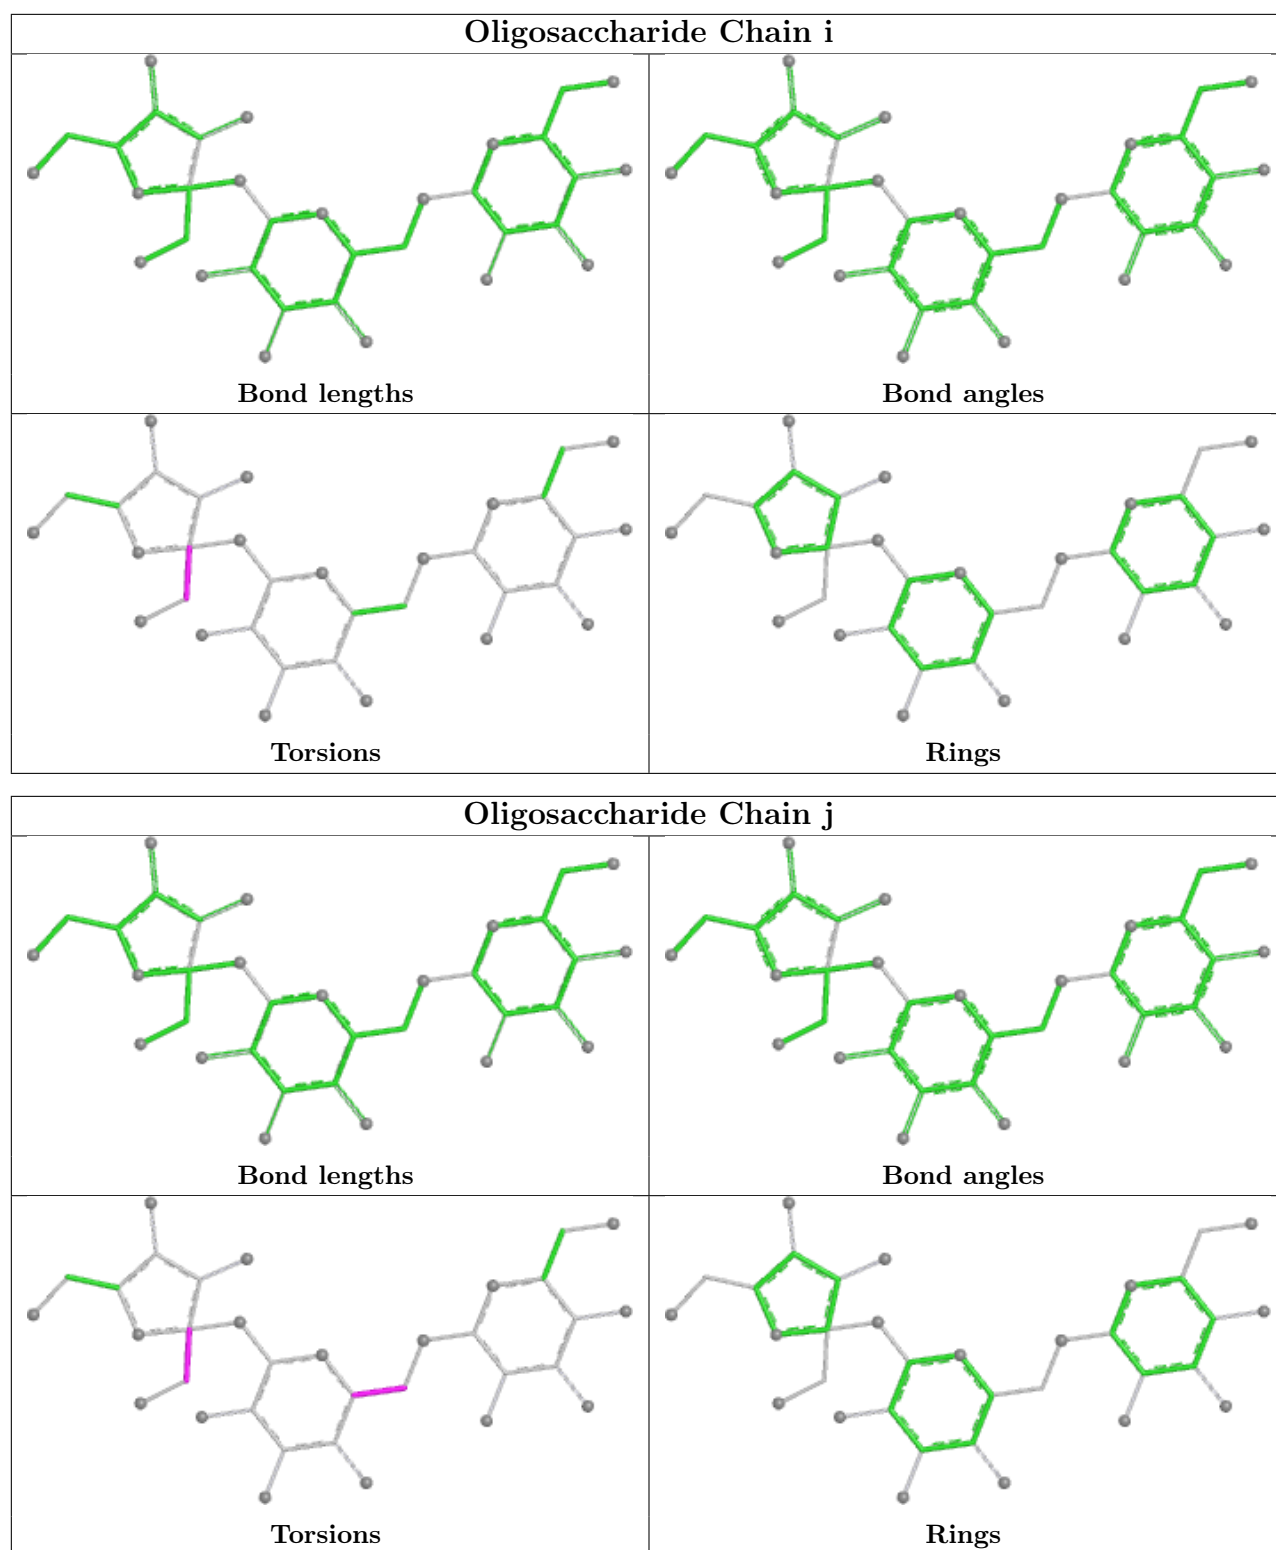 Oligosaccharide Chain i
Bond lengths
Bond angles
Torsions
Rings
Oligosaccharide Chain j
Bond lengths
Bond angles
Torsions
Rings